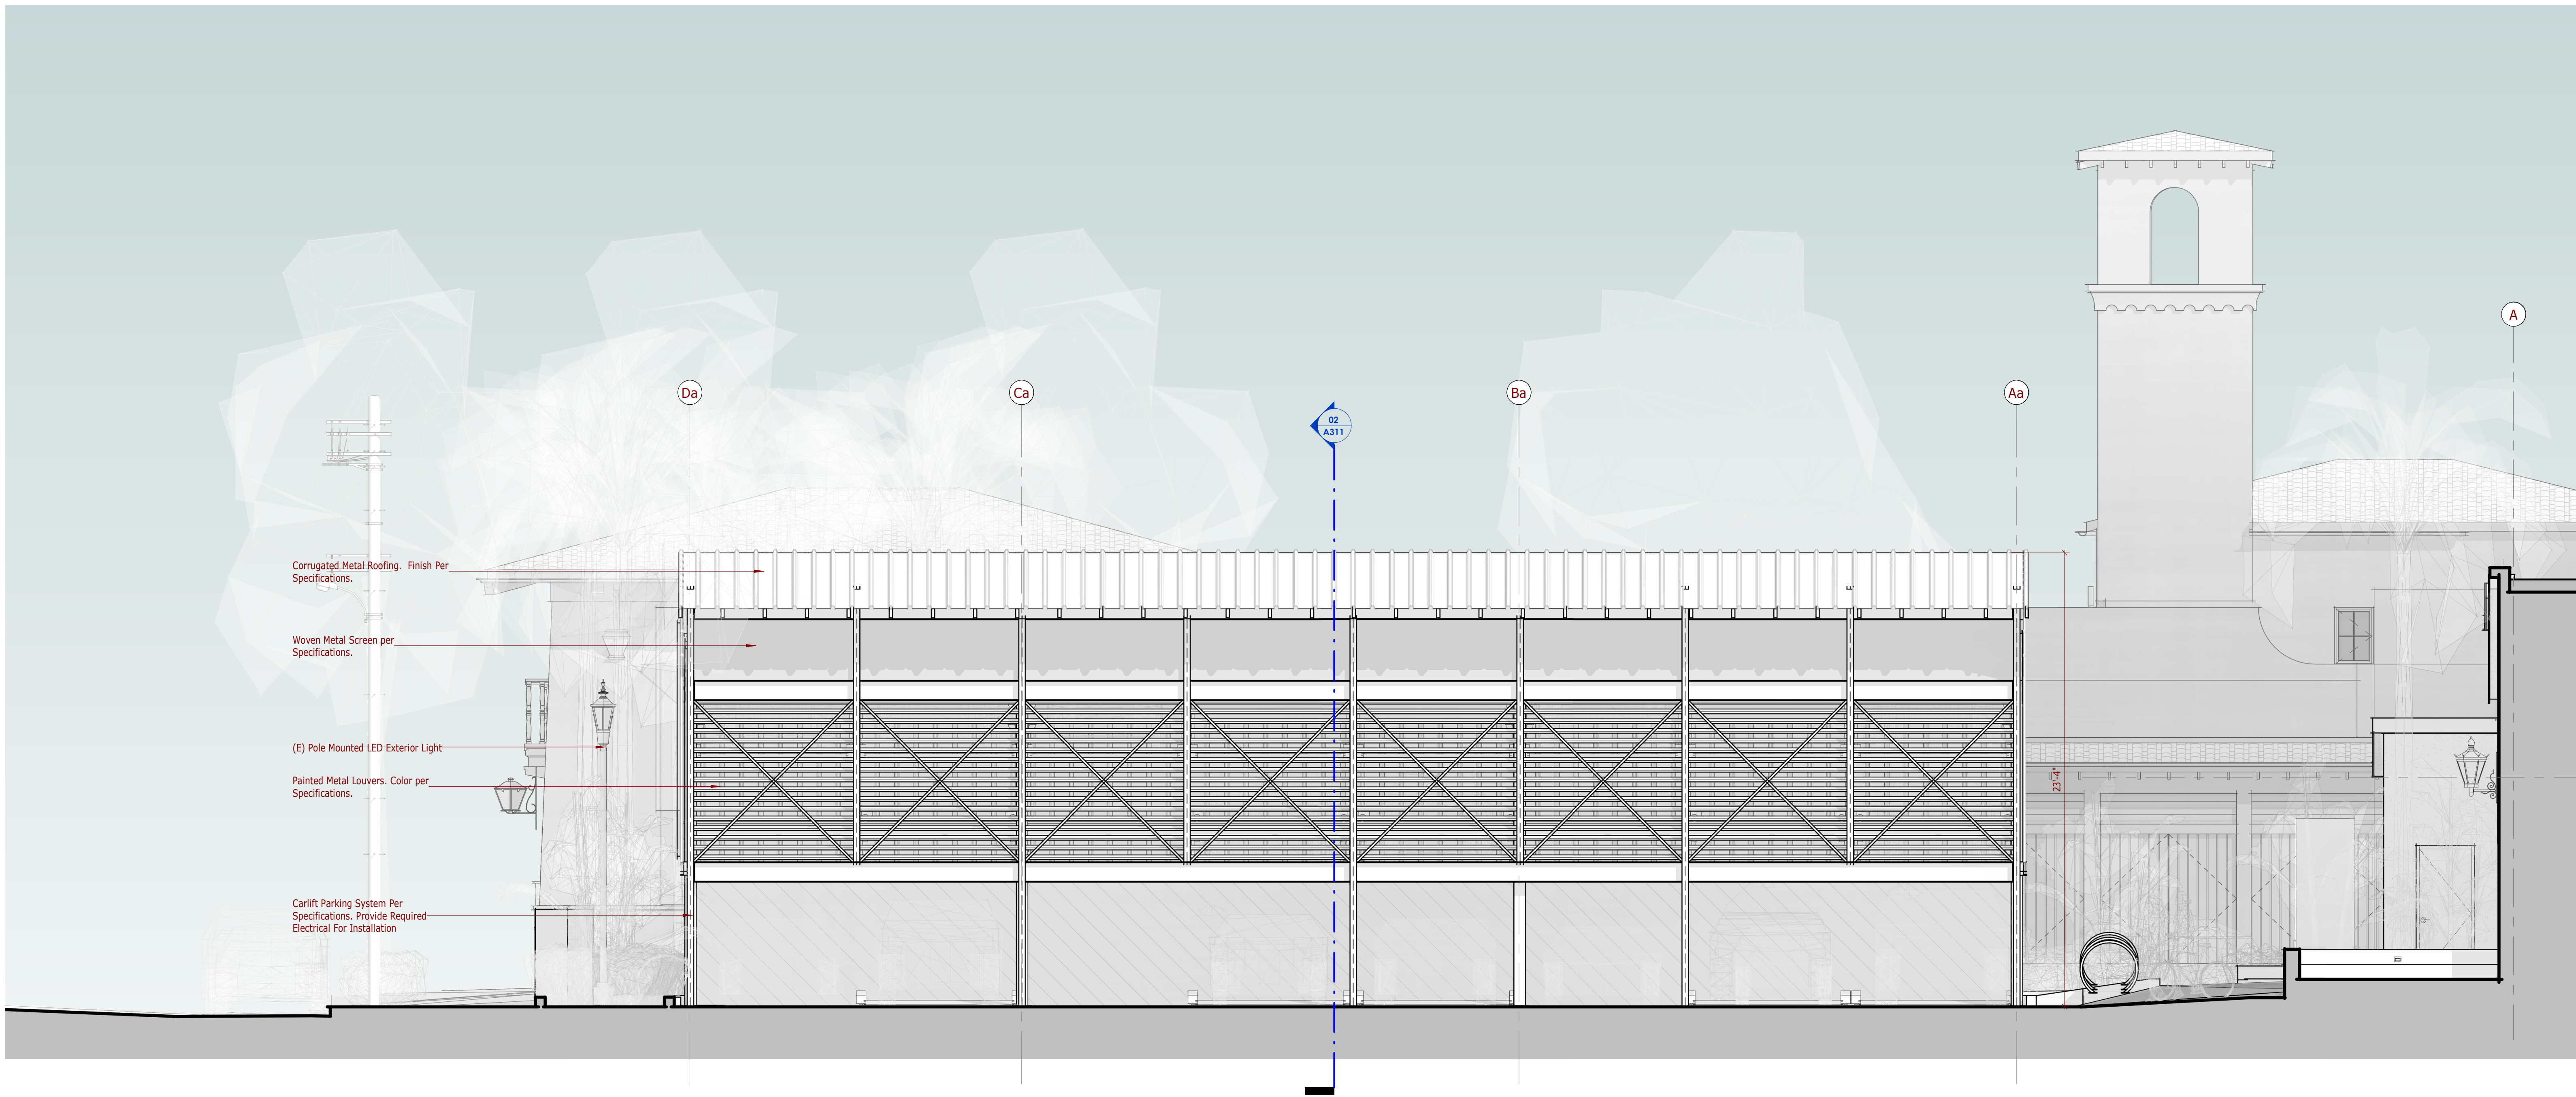 A
Da
Ca
Ba
Aa
02
A311
Corrugated Metal Roofing.  Finish Per
Specifications.
Woven Metal Screen per
Specifications.
(E) Pole Mounted LED Exterior Light
Painted Metal Louvers. Color per
Specifications.
23'-4"
Carlift Parking System Per
Specifications. Provide Required
Electrical For Installation